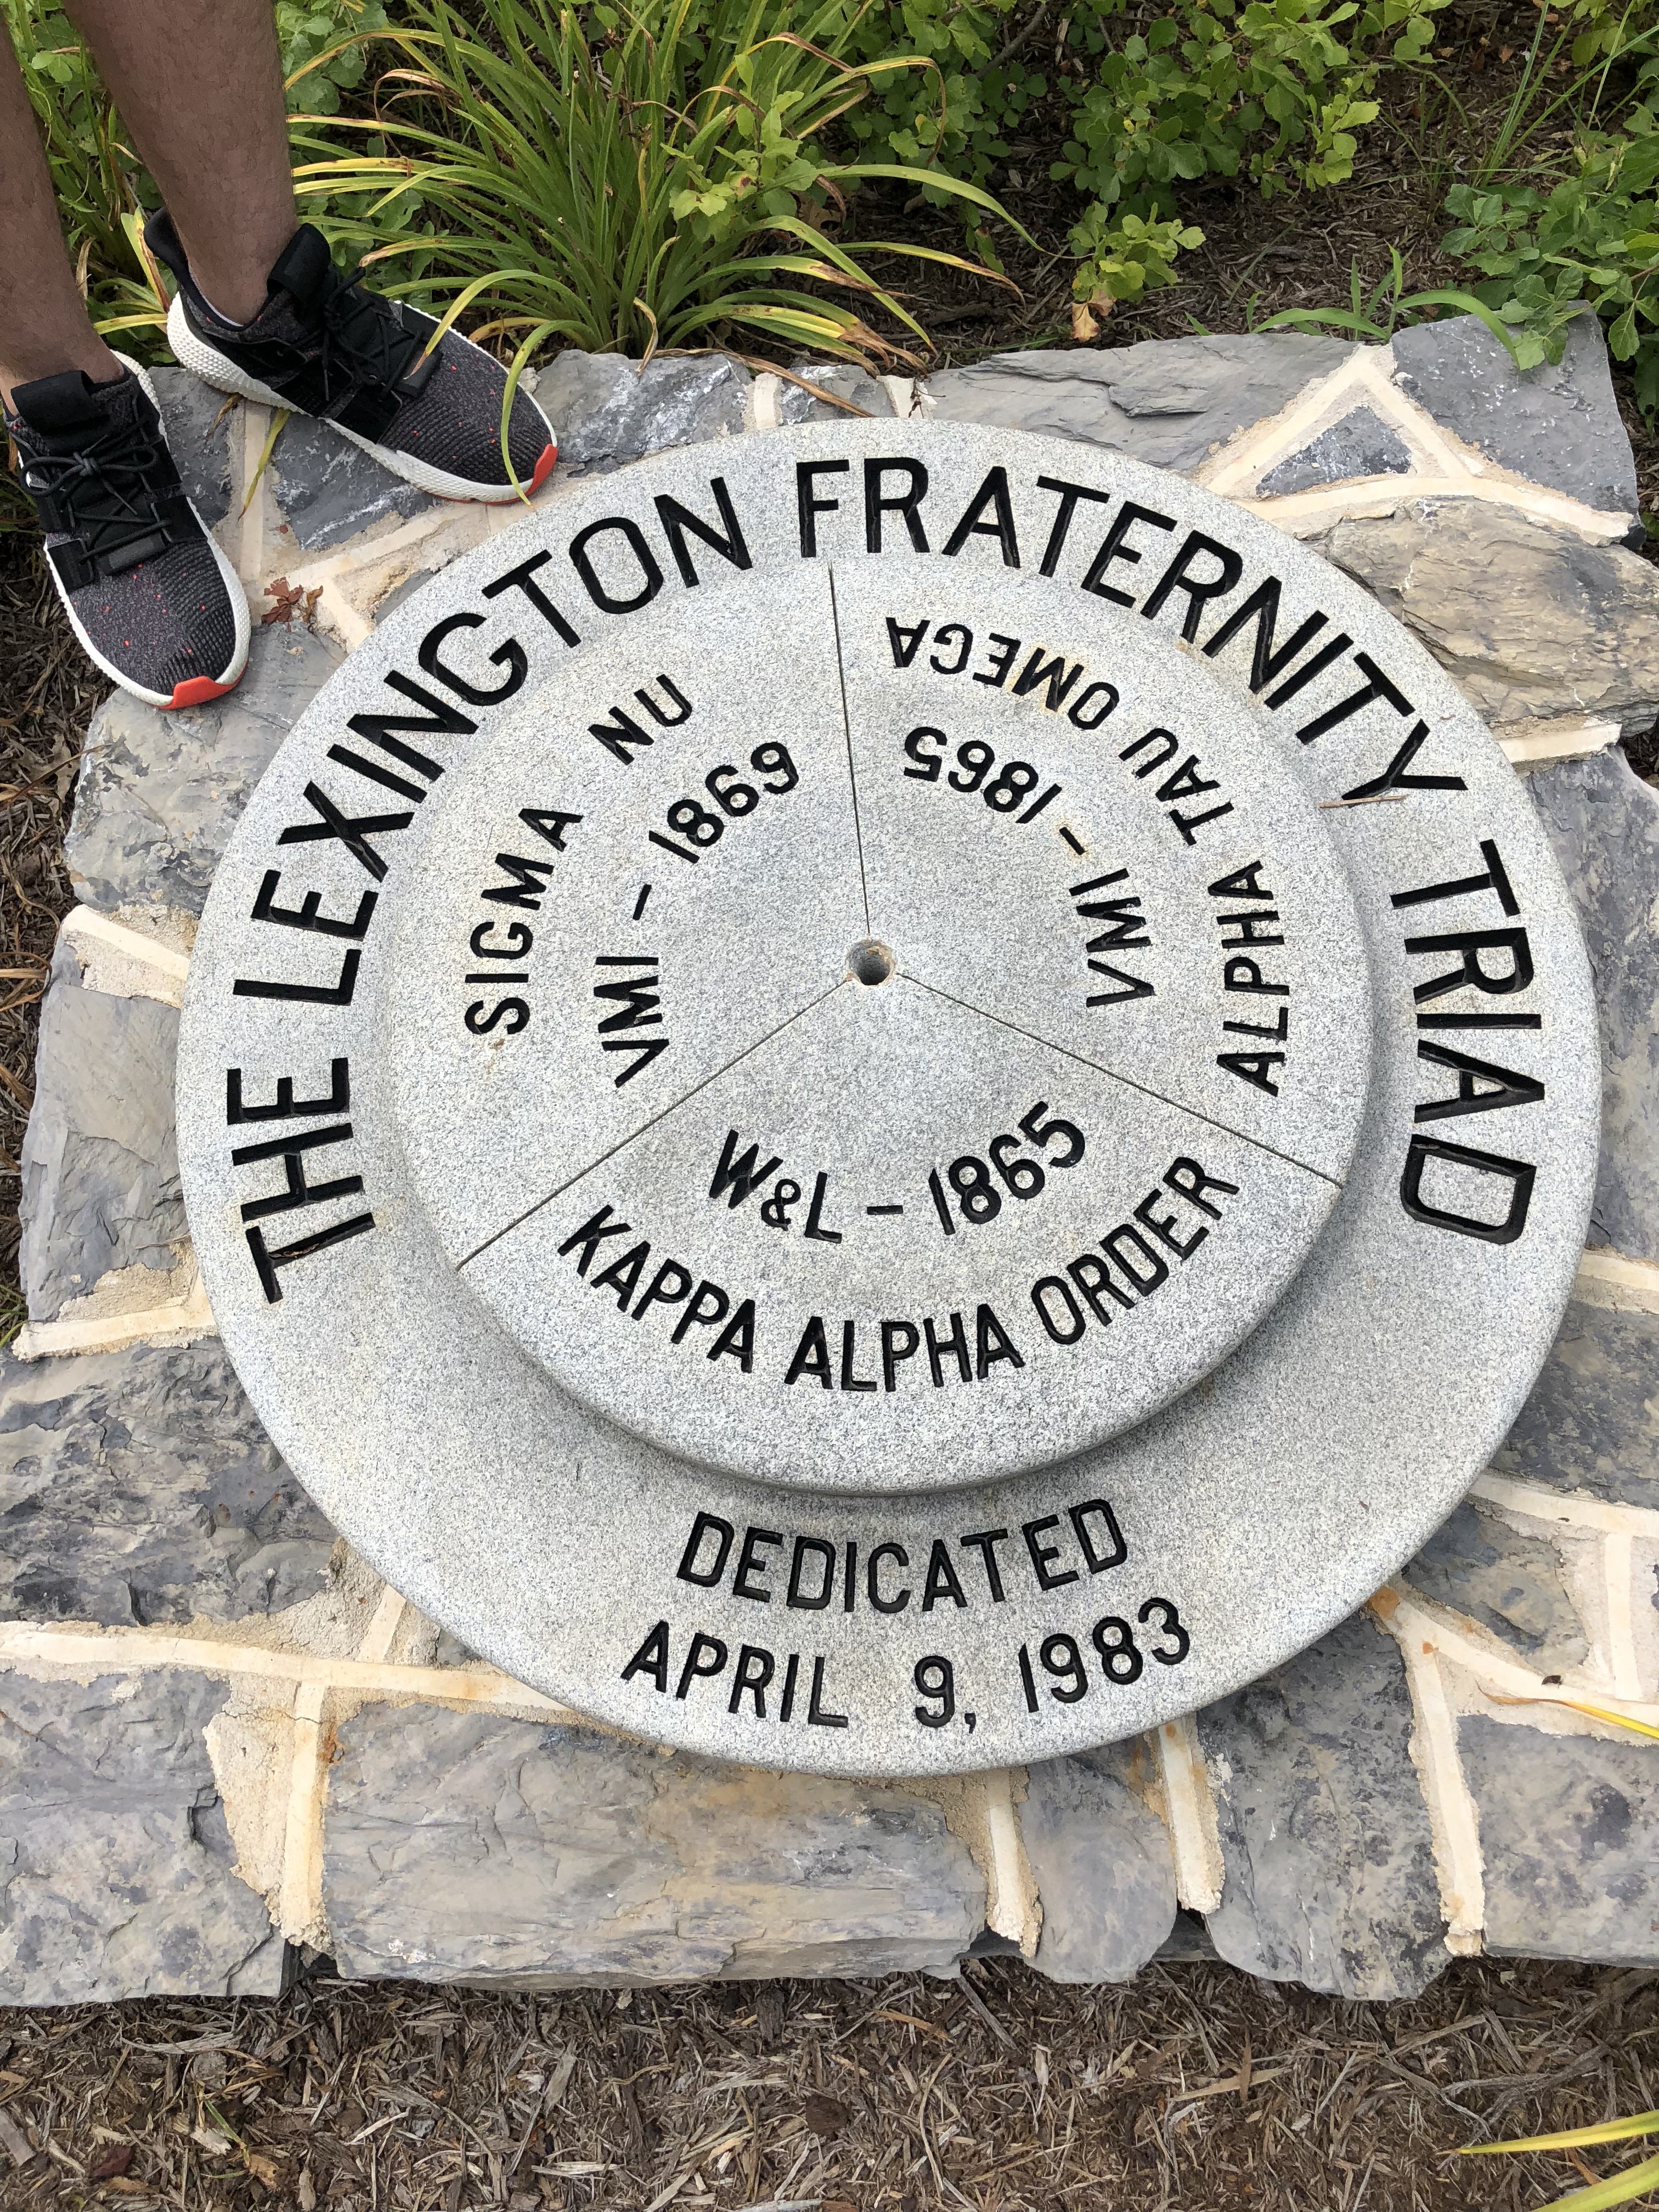 THE LEXINGTON FRATERNITY TRIAD
SIGMA NU
VMI - 1869
ALPHA TAU OMEGA
VMI - 1865
W&L - 1865
KAPPA ALPHA ORDER
DEDICATED
APRIL 9, 1983